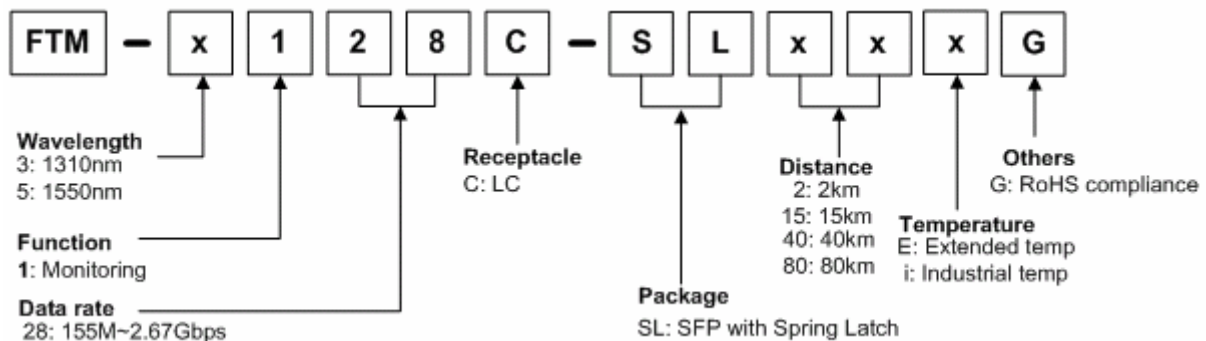 FTM – x 1 2 8 C – S L x x x G
Wavelength
3: 1310nm
5: 1550nm
Function
1: Monitoring
Data rate
28: 155M~2.67Gbps
Receptacle
C: LC
Package
SL: SFP with Spring Latch
Distance
2: 2km
15: 15km
40: 40km
80: 80km
Temperature
E: Extended temp
i: Industrial temp
Others
G: RoHS compliance